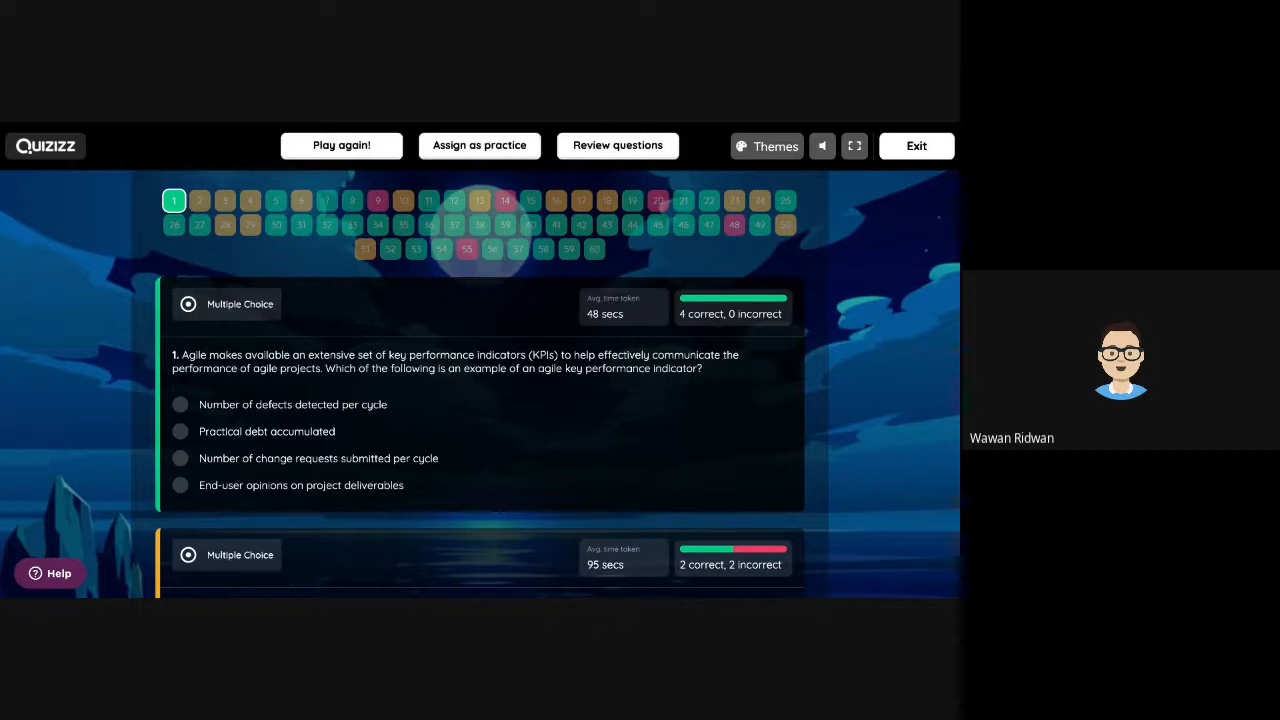 QUIZIZZ
Play again!
Assign as practice
Review questions
Themes
Exit
1 2 3 4 5 6 7 8 9 10 11 12 13 14 15 16 17 18 19 20 21 22 23 24 25
26 27 28 29 30 31 32 33 34 35 36 37 38 39 40 41 42 43 44 45 46 47 48 49 50
51 52 53 54 55 56 57 58 59 60
Multiple Choice
Avg. time taken
48 secs
4 correct, 0 incorrect
1. Agile makes available an extensive set of key performance indicators (KPIs) to help effectively communicate the
performance of agile projects. Which of the following is an example of an agile key performance indicator?
Number of defects detected per cycle
Practical debt accumulated
Number of change requests submitted per cycle
End-user opinions on project deliverables
Multiple Choice
Avg. time taken
95 secs
2 correct, 2 incorrect
Help
Wawan Ridwan